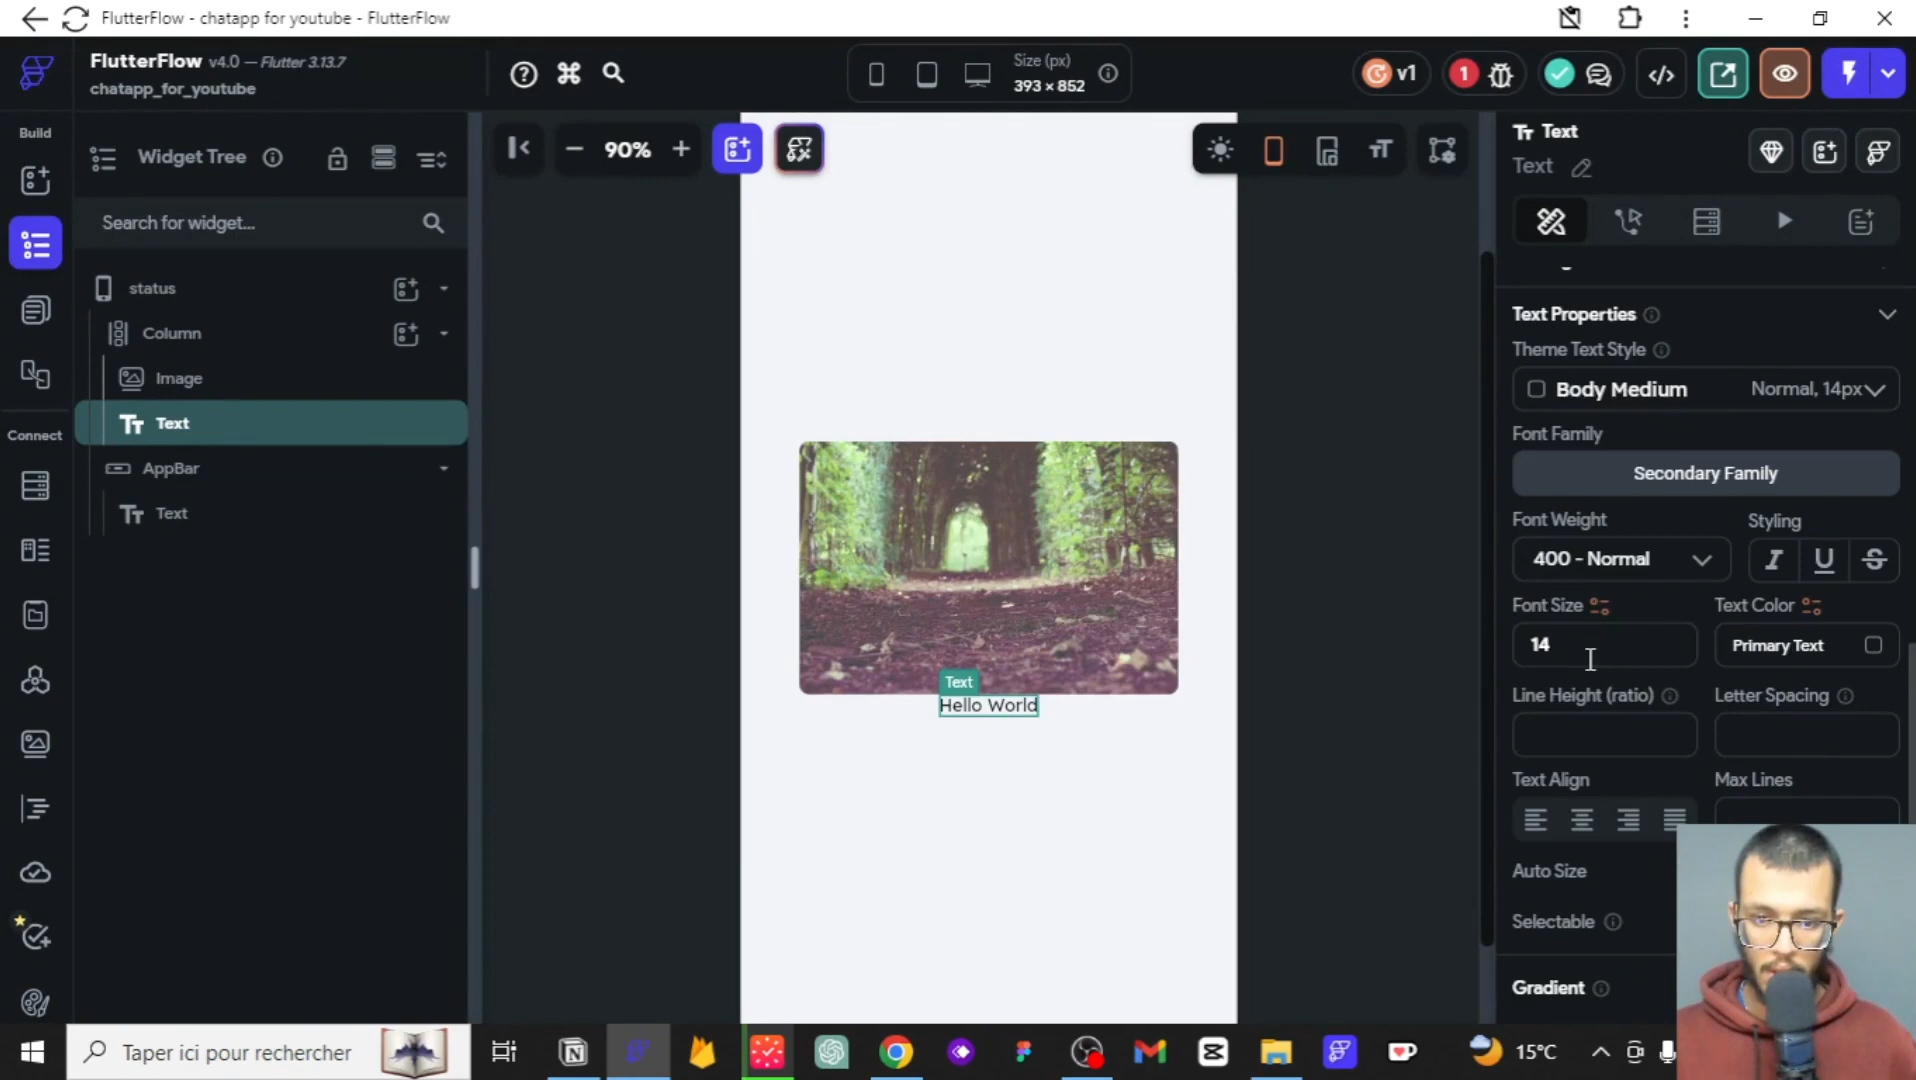 FlutterFlow - chatapp for youtube - FlutterFlow
FlutterFlow v4.0 — Flutter 3.13.7
chatapp_for_youtube
Size (px)
393 × 852
v1
1
Build
Widget Tree
90%
Text
Text
Search for widget...
status
Column
Image
Text
AppBar
Text
Connect
Text Properties
Theme Text Style
Body Medium
Normal, 14px
Font Family
Secondary Family
Font Weight
Styling
400 - Normal
Font Size
Text Color
14
Primary Text
Line Height (ratio)
Letter Spacing
Text Align
Max Lines
Auto Size
Selectable
Gradient
Text
Hello World
Taper ici pour rechercher
15°C